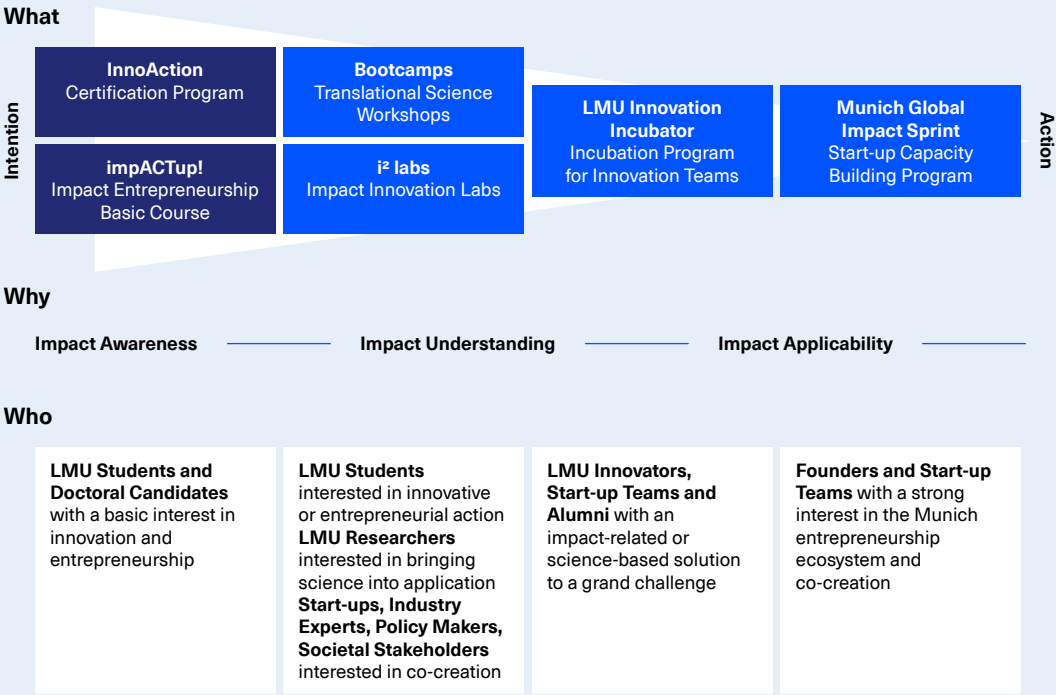 What
Intention
InnoAction
Certification Program
impACTup!
Impact Entrepreneurship
Basic Course
Bootcamps
Translational Science
Workshops
i² labs
Impact Innovation Labs
LMU Innovation
Incubator
Incubation Program
for Innovation Teams
Munich Global
Impact Sprint
Start-up Capacity
Building Program
Action
Why
Impact Awareness
Impact Understanding
Impact Applicability
Who
LMU Students and
Doctoral Candidates
with a basic interest in
innovation and
entrepreneurship
LMU Students
interested in innovative
or entrepreneurial action
LMU Researchers
interested in bringing
science into application
Start-ups, Industry
Experts, Policy Makers,
Societal Stakeholders
interested in co-creation
LMU Innovators,
Start-up Teams and
Alumni with an
impact-related or
science-based solution
to a grand challenge
Founders and Start-up
Teams with a strong
interest in the Munich
entrepreneurship
ecosystem and
co-creation